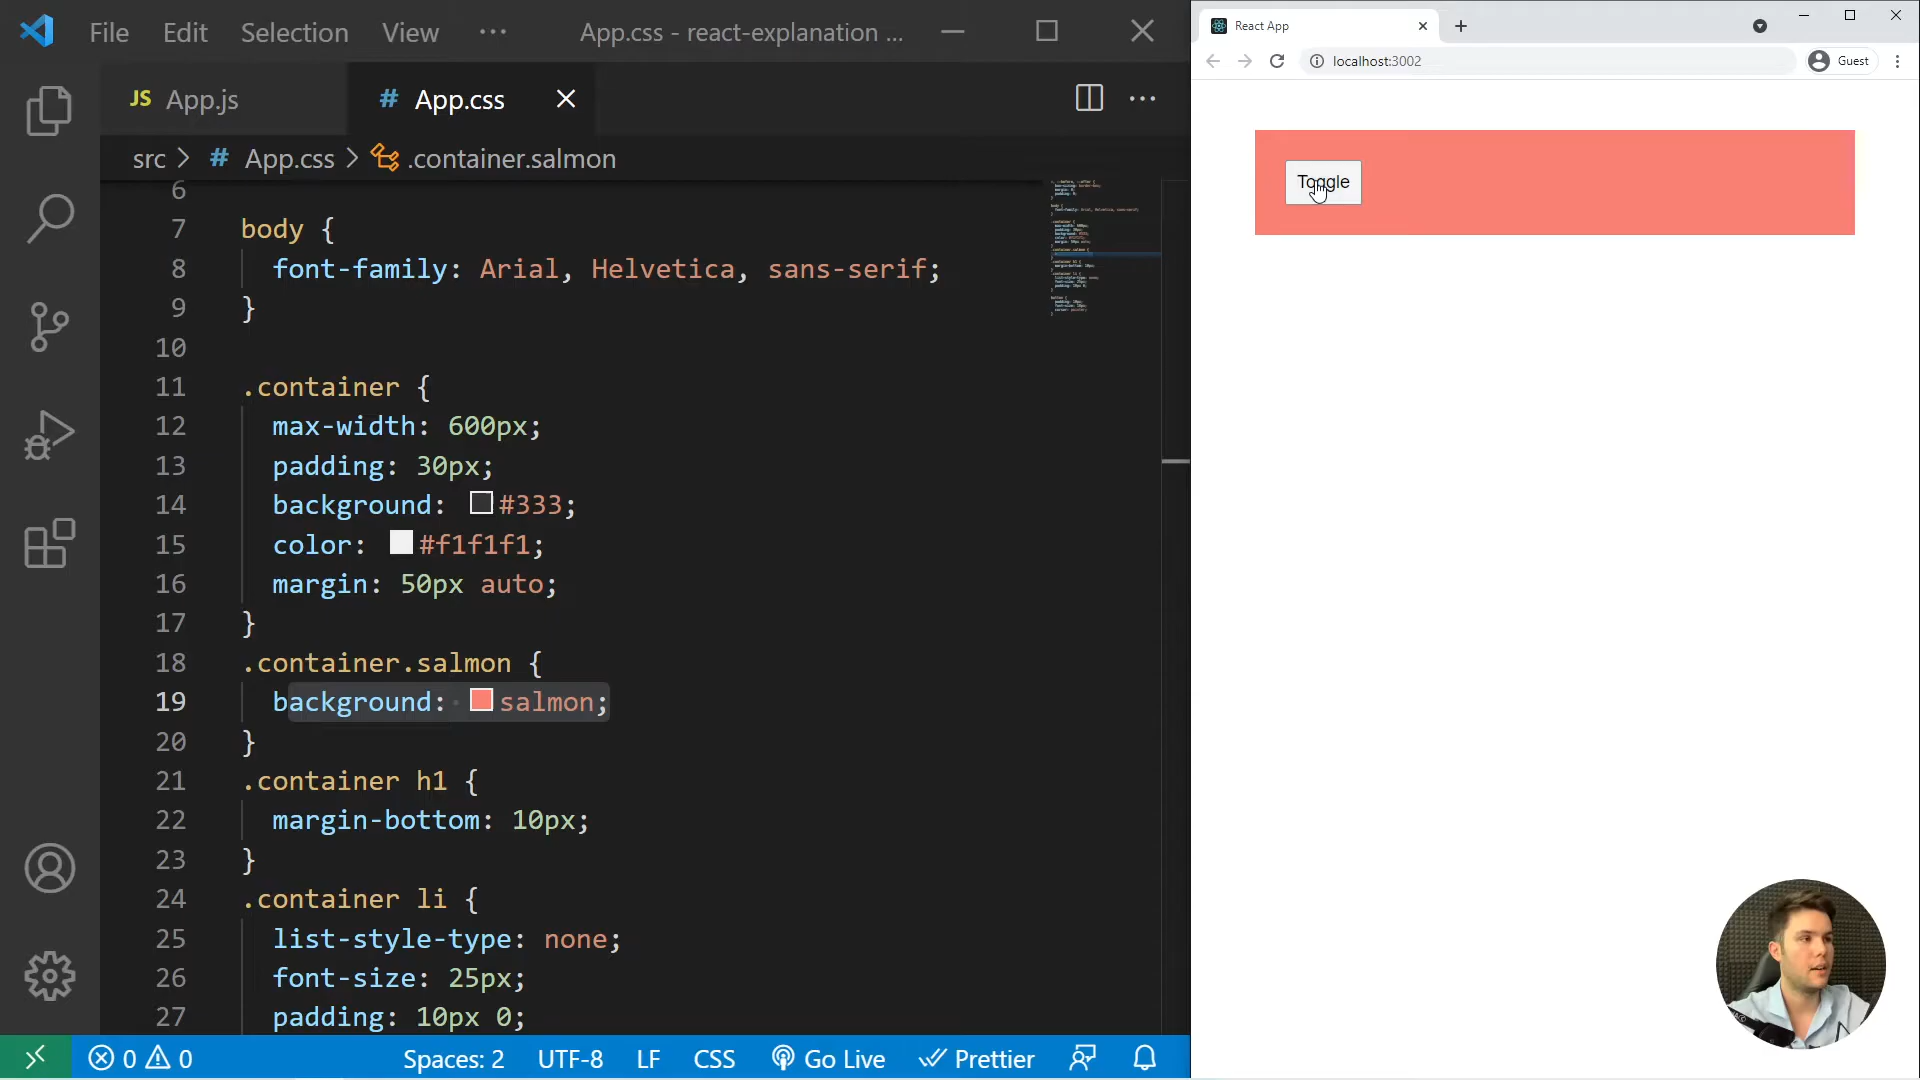 File Edit Selection View ··· App.css - react-explanation ...
JS App.js # App.css
src > # App.css > .container.salmon
6
7 body {
8 font-family: Arial, Helvetica, sans-serif;
9 }
10
11 .container {
12 max-width: 600px;
13 padding: 30px;
14 background: #333;
15 color: #f1f1f1;
16 margin: 50px auto;
17 }
18 .container.salmon {
19 background: salmon;
20 }
21 .container h1 {
22 margin-bottom: 10px;
23 }
24 .container li {
25 list-style-type: none;
26 font-size: 25px;
27 padding: 10px 0;
0 0 Spaces: 2 UTF-8 LF CSS Go Live Prettier
React App
localhost:3002 Guest
Toggle